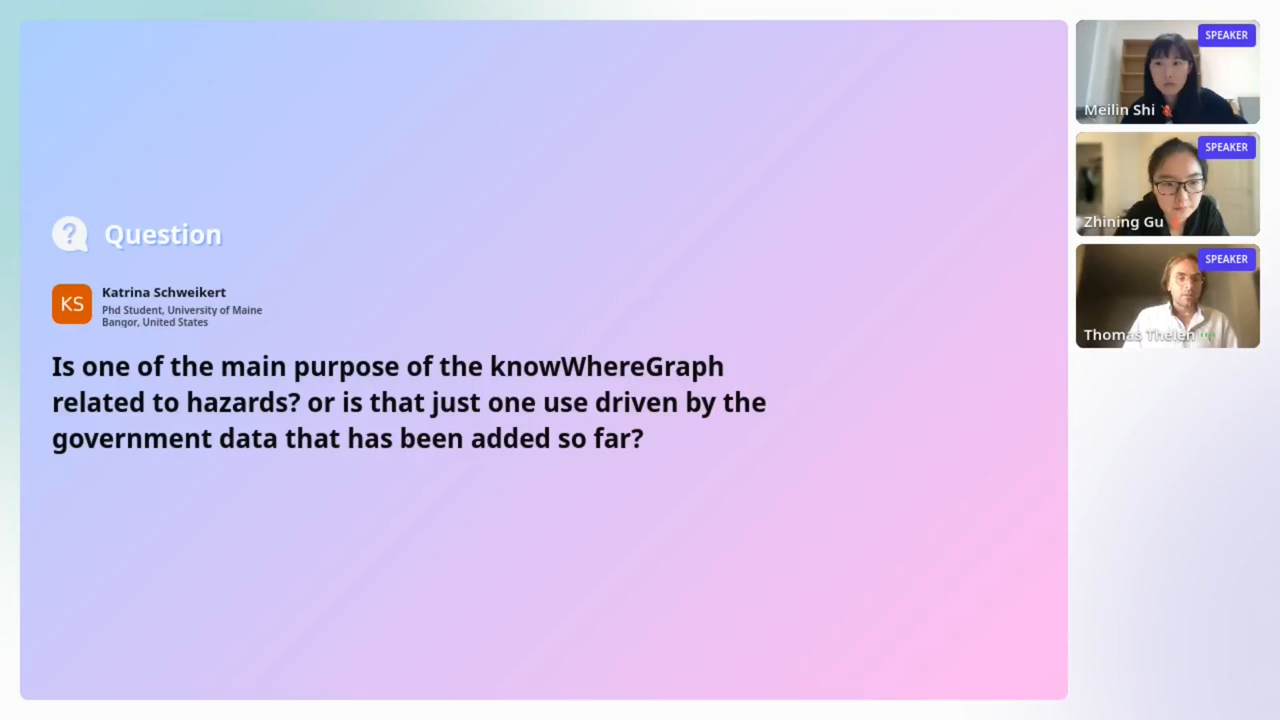 Question
KS
Katrina Schweikert
Phd Student, University of Maine
Bangor, United States
Is one of the main purpose of the knowWhereGraph
related to hazards? or is that just one use driven by the
government data that has been added so far?
SPEAKER
Meilin Shi
SPEAKER
Zhining Gu
SPEAKER
Thomas Thelen